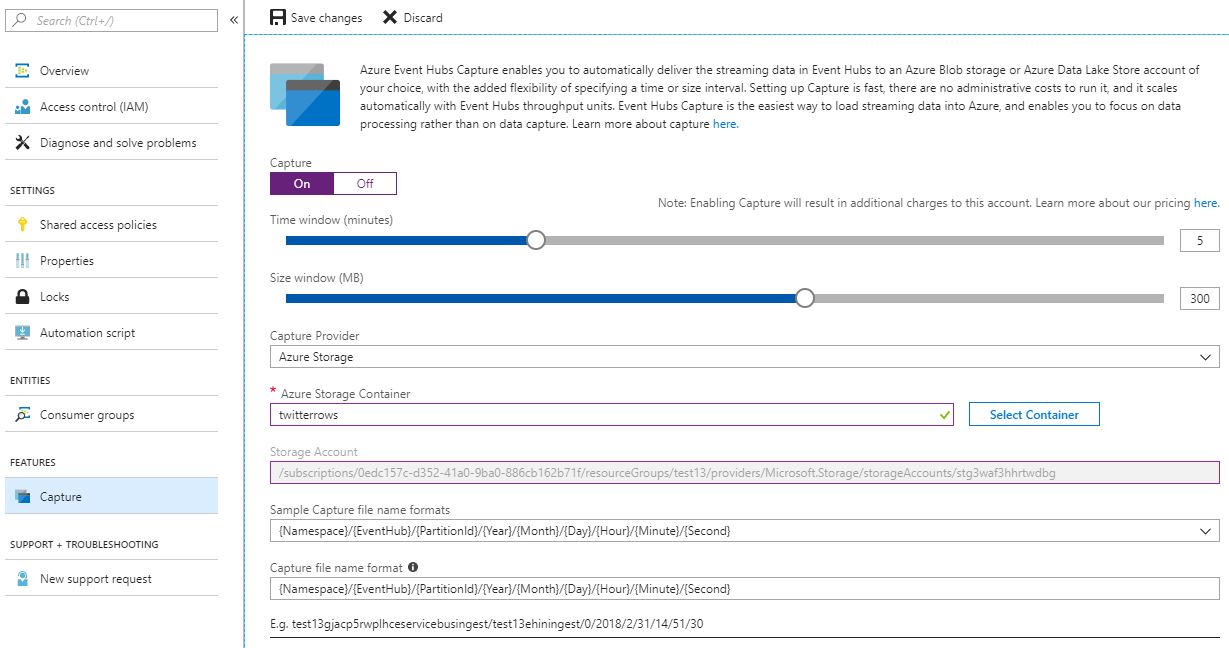 Search (Ctrl+/)
«
Overview
Access control (IAM)
Diagnose and solve problems
SETTINGS
Shared access policies
Properties
Locks
Automation script
ENTITIES
Consumer groups
FEATURES
Capture
SUPPORT + TROUBLESHOOTING
New support request
Save changes
Discard
Azure Event Hubs Capture enables you to automatically deliver the streaming data in Event Hubs to an Azure Blob storage or Azure Data Lake Store account of
your choice, with the added flexibility of specifying a time or size interval. Setting up Capture is fast, there are no administrative costs to run it, and it scales
automatically with Event Hubs throughput units. Event Hubs Capture is the easiest way to load streaming data into Azure, and enables you to focus on data
processing rather than on data capture. Learn more about capture here.
Capture
On Off
Note: Enabling Capture will result in additional charges to this account. Learn more about our pricing here.
Time window (minutes)
5
Size window (MB)
300
Capture Provider
Azure Storage
* Azure Storage Container
twitterrows
Select Container
Storage Account
/subscriptions/0edc157c-d352-41a0-9ba0-886cb162b71f/resourceGroups/test13/providers/Microsoft.Storage/storageAccounts/stg3waf3hhrtwdbg
Sample Capture file name formats
{Namespace}/{EventHub}/{PartitionId}/{Year}/{Month}/{Day}/{Hour}/{Minute}/{Second}
Capture file name format
{Namespace}/{EventHub}/{PartitionId}/{Year}/{Month}/{Day}/{Hour}/{Minute}/{Second}
E.g. test13gjacp5rwplhceservicebusingest/test13ehiningest/0/2018/2/31/14/51/30